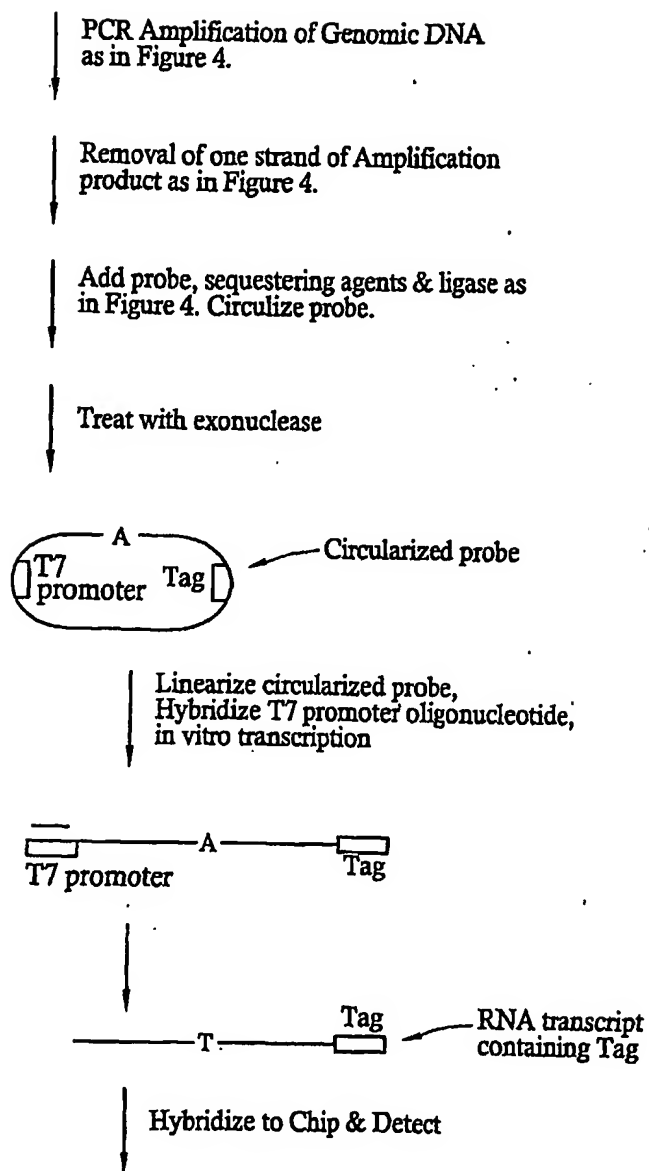 PCR Amplification of Genomic DNA
as in Figure 4.
Removal of one strand of Amplification
product as in Figure 4.
Add probe, sequestering agents & ligase as
in Figure 4. Circulize probe.
Treat with exonuclease
A
T7
promoter
Tag
Circularized probe
Linearize circularized probe,
Hybridize T7 promoter oligonucleotide,
in vitro transcription
A
T7 promoter
Tag
T
Tag
RNA transcript
containing Tag
Hybridize to Chip & Detect